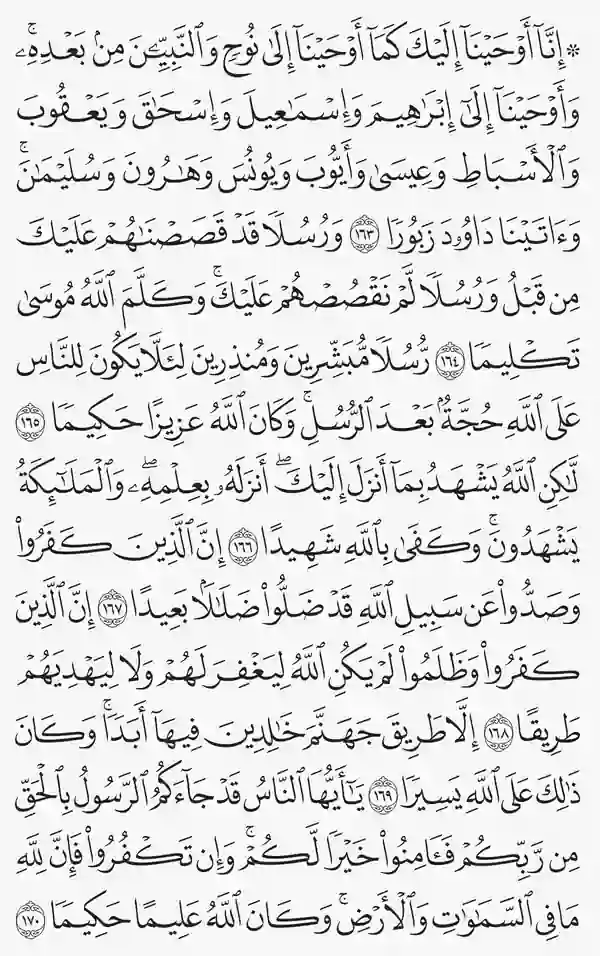 ۞ إِنَّآ أَوْحَيْنَآ إِلَيْكَ كَمَآ أَوْحَيْنَآ إِلَىٰ نُوحٍ وَٱلنَّبِيِّـۧنَ مِنۢ بَعْدِهِۦۚ
وَأَوْحَيْنَآ إِلَىٰٓ إِبْرَٰهِيمَ وَإِسْمَٰعِيلَ وَإِسْحَٰقَ وَيَعْقُوبَ
وَٱلْأَسْبَاطِ وَعِيسَىٰ وَأَيُّوبَ وَيُونُسَ وَهَٰرُونَ وَسُلَيْمَٰنَۚ
وَءَاتَيْنَا دَاوُۥدَ زَبُورًا ١٦٣ وَرُسُلًا قَدْ قَصَصْنَٰهُمْ عَلَيْكَ
مِن قَبْلُ وَرُسُلًا لَّمْ نَقْصُصْهُمْ عَلَيْكَۚ وَكَلَّمَ ٱللَّهُ مُوسَىٰ
تَكْلِيمًا ١٦٤ رُّسُلًا مُّبَشِّرِينَ وَمُنذِرِينَ لِئَلَّا يَكُونَ لِلنَّاسِ
عَلَى ٱللَّهِ حُجَّةٌۢ بَعْدَ ٱلرُّسُلِۚ وَكَانَ ٱللَّهُ عَزِيزًا حَكِيمًا ١٦٥
لَّٰكِنِ ٱللَّهُ يَشْهَدُ بِمَآ أَنزَلَ إِلَيْكَۖ أَنزَلَهُۥ بِعِلْمِهِۦۖ وَٱلْمَلَٰٓئِكَةُ
يَشْهَدُونَۚ وَكَفَىٰ بِٱللَّهِ شَهِيدًا ١٦٦ إِنَّ ٱلَّذِينَ كَفَرُوا۟
وَصَدُّوا۟ عَن سَبِيلِ ٱللَّهِ قَدْ ضَلُّوا۟ ضَلَٰلًۢا بَعِيدًا ١٦٧ إِنَّ ٱلَّذِينَ
كَفَرُوا۟ وَظَلَمُوا۟ لَمْ يَكُنِ ٱللَّهُ لِيَغْفِرَ لَهُمْ وَلَا لِيَهْدِيَهُمْ
طَرِيقًا ١٦٨ إِلَّا طَرِيقَ جَهَنَّمَ خَٰلِدِينَ فِيهَآ أَبَدًاۚ وَكَانَ
ذَٰلِكَ عَلَى ٱللَّهِ يَسِيرًا ١٦٩ يَٰٓأَيُّهَا ٱلنَّاسُ قَدْ جَآءَكُمُ ٱلرَّسُولُ بِٱلْحَقِّ
مِن رَّبِّكُمْ فَـَٔامِنُوا۟ خَيْرًا لَّكُمْۚ وَإِن تَكْفُرُوا۟ فَإِنَّ لِلَّهِ
مَا فِى ٱلسَّمَٰوَٰتِ وَٱلْأَرْضِۚ وَكَانَ ٱللَّهُ عَلِيمًا حَكِيمًا ١٧٠